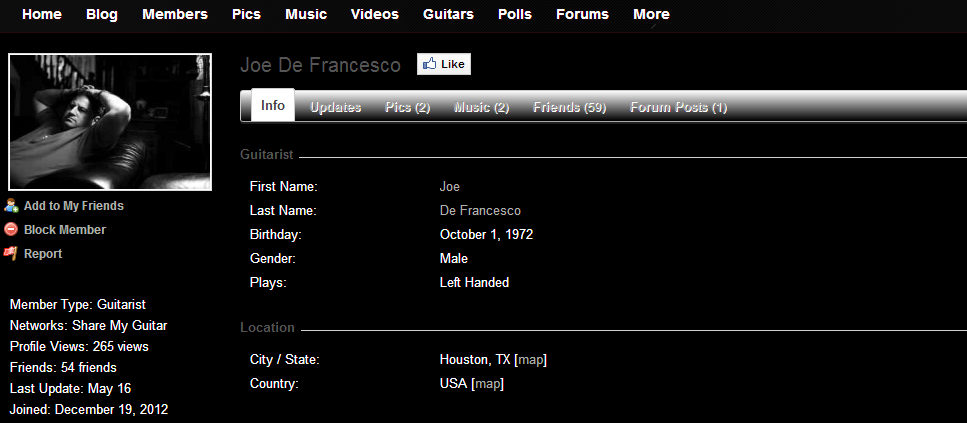 Home Blog Members Pics Music Videos Guitars Polls Forums More
Joe De Francesco Like
Info Updates Pics (2) Music (2) Friends (59) Forum Posts (1)
Add to My Friends
Block Member
Report
Member Type: Guitarist
Networks: Share My Guitar
Profile Views: 265 views
Friends: 54 friends
Last Update: May 16
Joined: December 19, 2012
Guitarist
First Name: Joe
Last Name: De Francesco
Birthday: October 1, 1972
Gender: Male
Plays: Left Handed
Location
City / State: Houston, TX [map]
Country: USA [map]